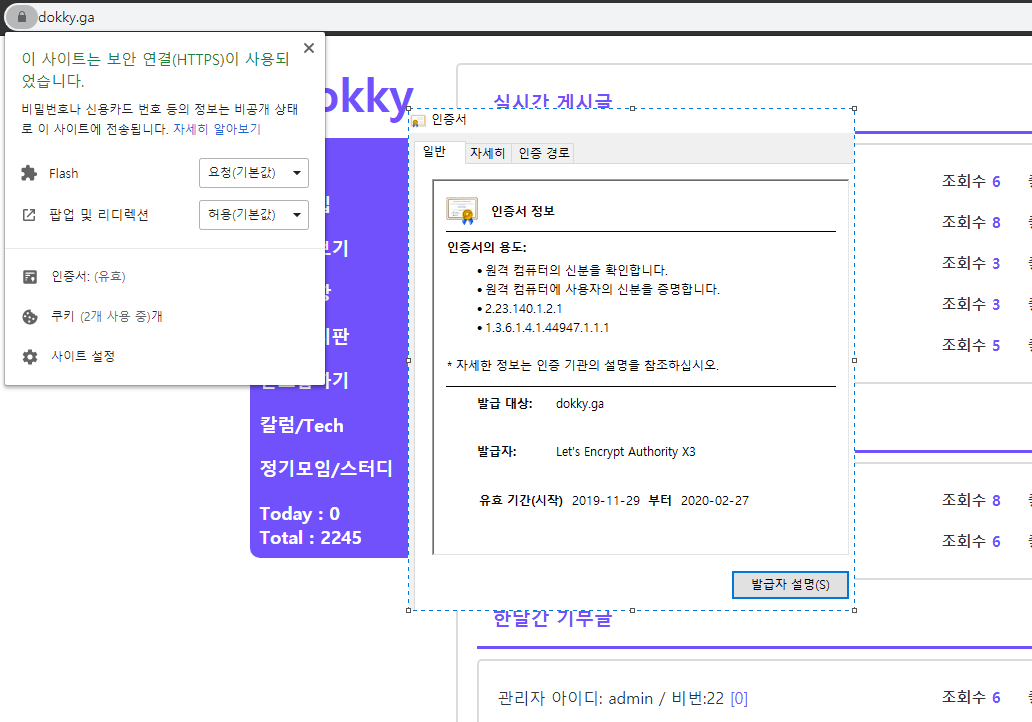 dokky.ga
이 사이트는 보안 연결(HTTPS)이 사용되
었습니다.
비밀번호나 신용카드 번호 등의 정보는 비공개 상태
로 이 사이트에 전송됩니다. 자세히 알아보기
Flash
요청(기본값)
팝업 및 리디렉션
허용(기본값)
인증서: (유효)
쿠키 (2개 사용 중)개
사이트 설정
okky
칼럼/Tech
정기모임/스터디
Today : 0
Total : 2245
실시간 게시글
인증서
일반
자세히
인증 경로
인증서 정보
인증서의 용도:
• 원격 컴퓨터의 신분을 확인합니다.
• 원격 컴퓨터에 사용자의 신분을 증명합니다.
• 2.23.140.1.2.1
• 1.3.6.1.4.1.44947.1.1.1
* 자세한 정보는 인증 기관의 설명을 참조하십시오.
발급 대상: dokky.ga
발급자: Let's Encrypt Authority X3
유효 기간(시작) 2019-11-29 부터 2020-02-27
발급자 설명(S)
조회수 6
조회수 8
조회수 3
조회수 3
조회수 5
조회수 8
조회수 6
한달간 기부글
관리자 아이디: admin / 비번:22 [0]
조회수 6